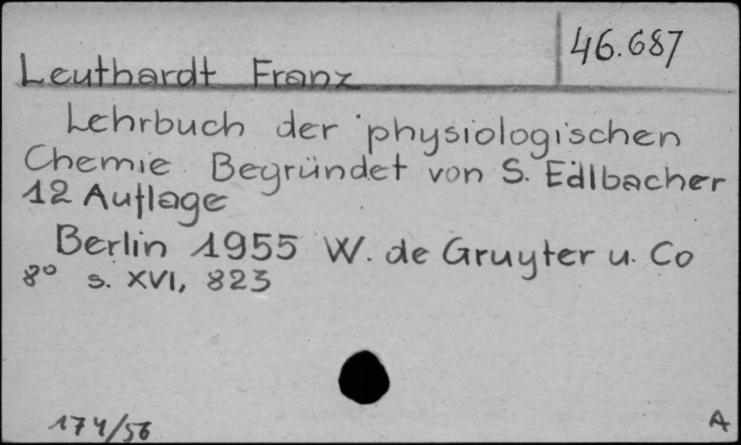 46.687
Leuthardt Franz
Lehrbuch der physiologischen
Chemie Begründet von S. Edlbacher
12 Auflage
Berlin 1955 W. de Gruyter u. Co
8° s. XVI, 823
174/56
A